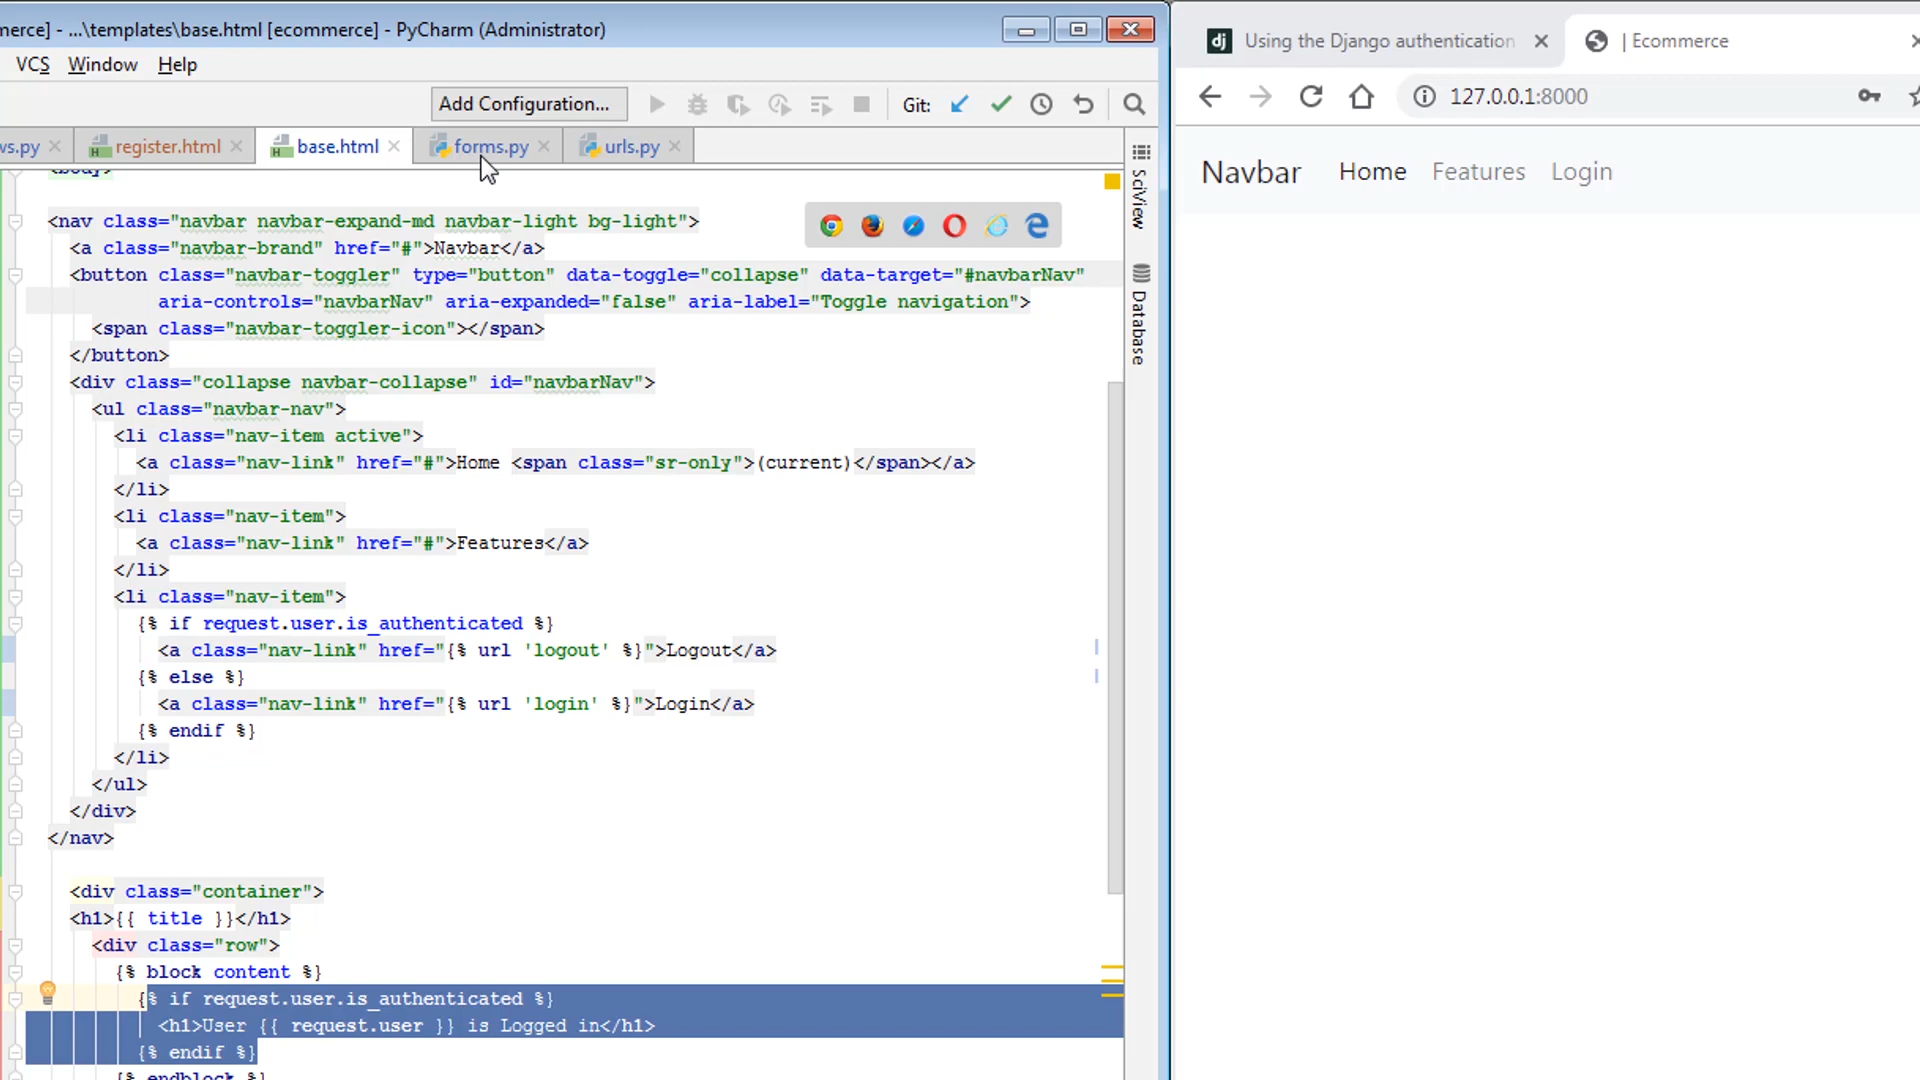 merce] - ...\templates\base.html [ecommerce] - PyCharm (Administrator)
VCS Window Help
Add Configuration...
Git:
ws.py
register.html
base.html
forms.py
urls.py
<body>
<nav class="navbar navbar-expand-md navbar-light bg-light">
<a class="navbar-brand" href="#">Navbar</a>
<button class="navbar-toggler" type="button" data-toggle="collapse" data-target="#navbarNav"
aria-controls="navbarNav" aria-expanded="false" aria-label="Toggle navigation">
<span class="navbar-toggler-icon"></span>
</button>
<div class="collapse navbar-collapse" id="navbarNav">
<ul class="navbar-nav">
<li class="nav-item active">
<a class="nav-link" href="#">Home <span class="sr-only">(current)</span></a>
</li>
<li class="nav-item">
<a class="nav-link" href="#">Features</a>
</li>
<li class="nav-item">
{% if request.user.is_authenticated %}
<a class="nav-link" href="{% url 'logout' %}">Logout</a>
{% else %}
<a class="nav-link" href="{% url 'login' %}">Login</a>
{% endif %}
</li>
</ul>
</div>
</nav>
<div class="container">
<h1>{{ title }}</h1>
<div class="row">
{% block content %}
{% if request.user.is_authenticated %}
<h1>User {{ request.user }} is Logged in</h1>
{% endif %}
{% endblock %}
SciView
Database
dj Using the Django authentication
| Ecommerce
127.0.0.1:8000
Navbar Home Features Login